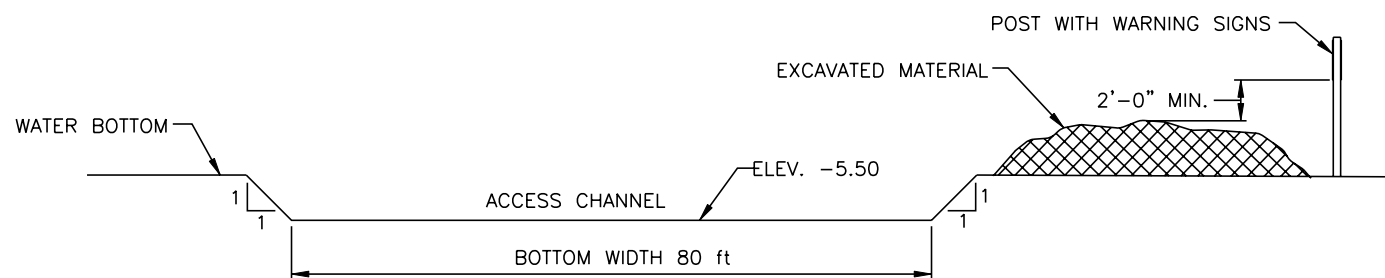 POST WITH WARNING SIGNS
EXCAVATED MATERIAL
2'-0" MIN.
WATER BOTTOM
ELEV. -5.50
1
1
ACCESS CHANNEL
1
1
BOTTOM WIDTH 80 ft